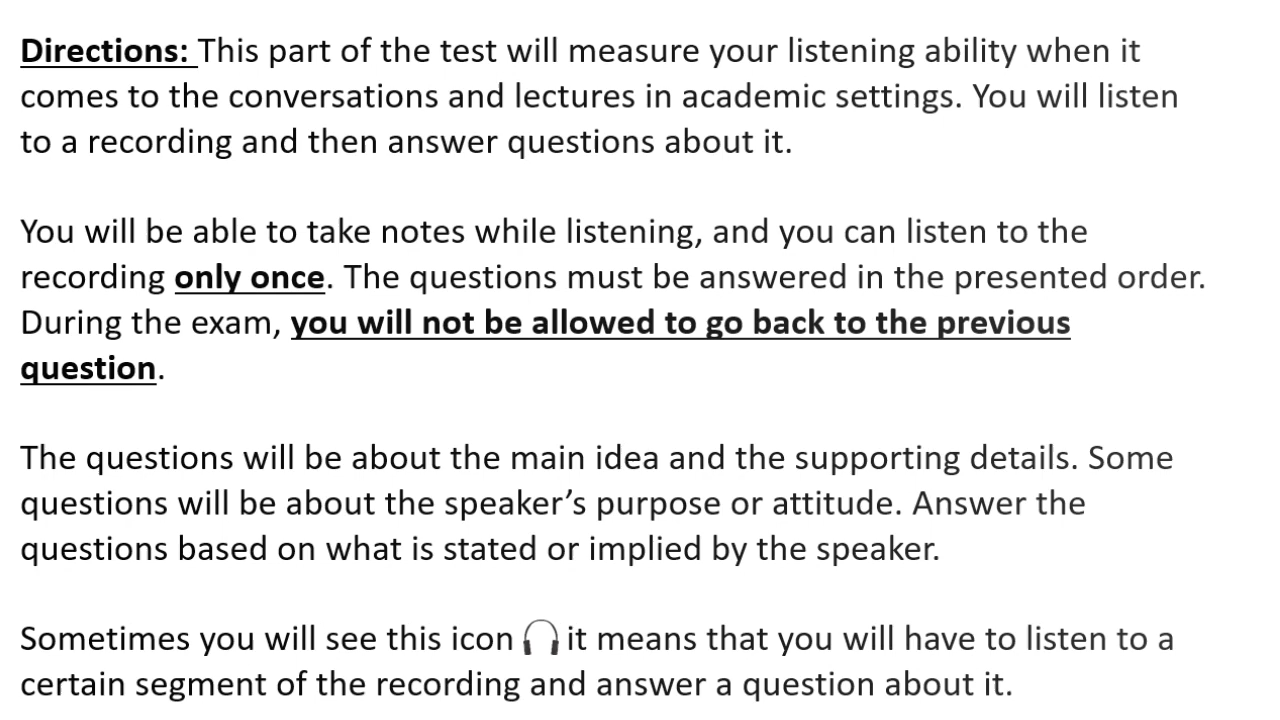 Directions: This part of the test will measure your listening ability when it
comes to the conversations and lectures in academic settings. You will listen
to a recording and then answer questions about it.
You will be able to take notes while listening, and you can listen to the
recording only once. The questions must be answered in the presented order.
During the exam, you will not be allowed to go back to the previous
question.
The questions will be about the main idea and the supporting details. Some
questions will be about the speaker’s purpose or attitude. Answer the
questions based on what is stated or implied by the speaker.
Sometimes you will see this icon it means that you will have to listen to a
certain segment of the recording and answer a question about it.